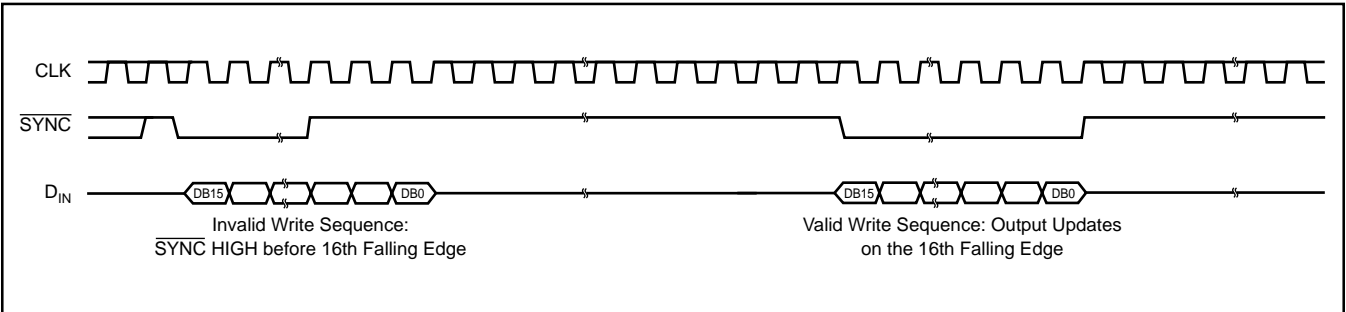 CLK
SYNC
DIN
DB15
DB0
DB15
DB0
Invalid Write Sequence:
SYNC HIGH before 16th Falling Edge
Valid Write Sequence: Output Updates
on the 16th Falling Edge